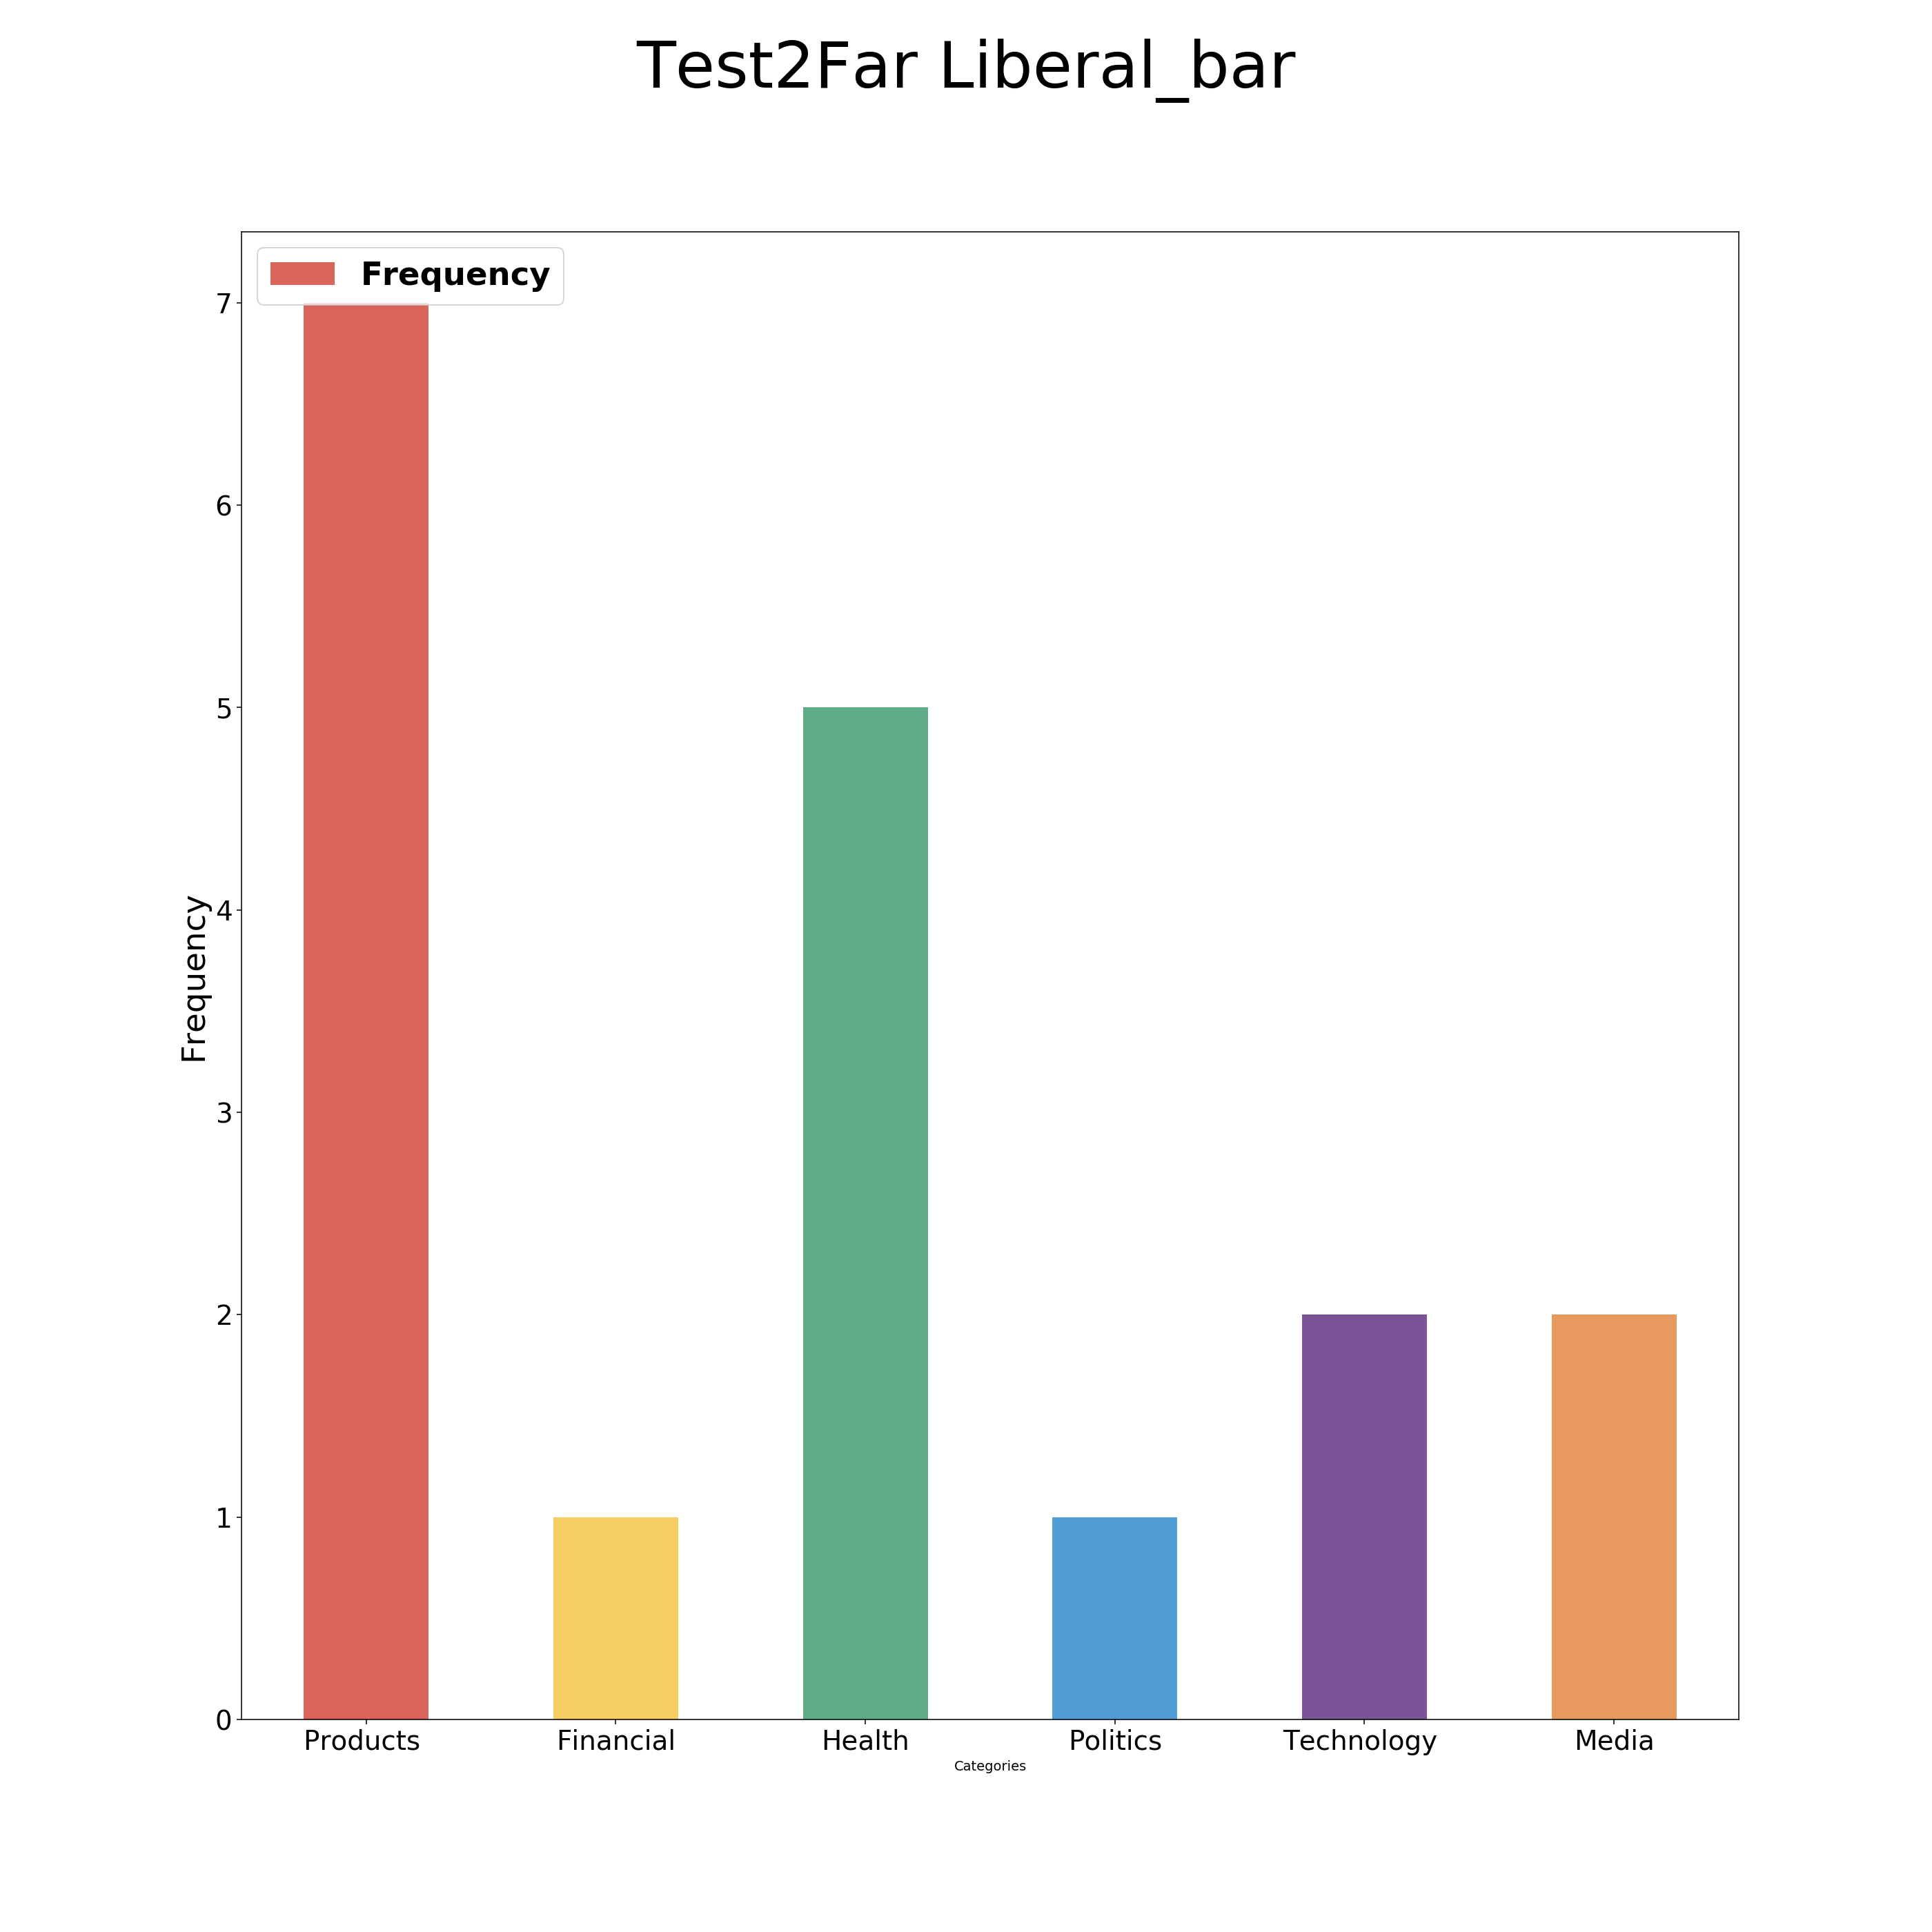 Test2Far Liberal_bar
Frequency
7
6
5
4
3
2
1
0
Frequency
Products Financial Health Politics Technology Media
Categories